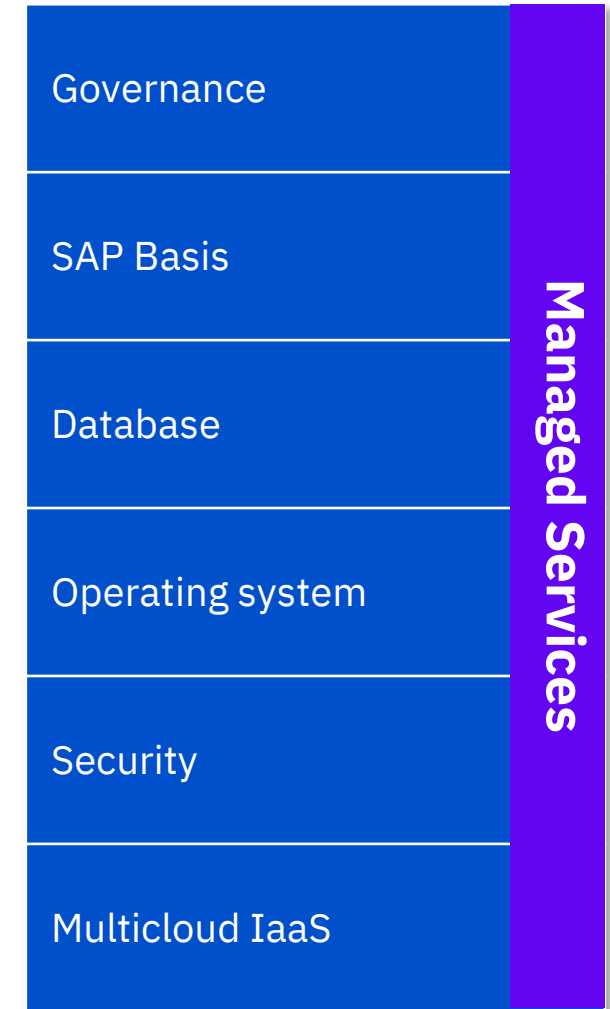 Governance
SAP Basis
Database
Operating system
Security
Multicloud IaaS
Managed Services